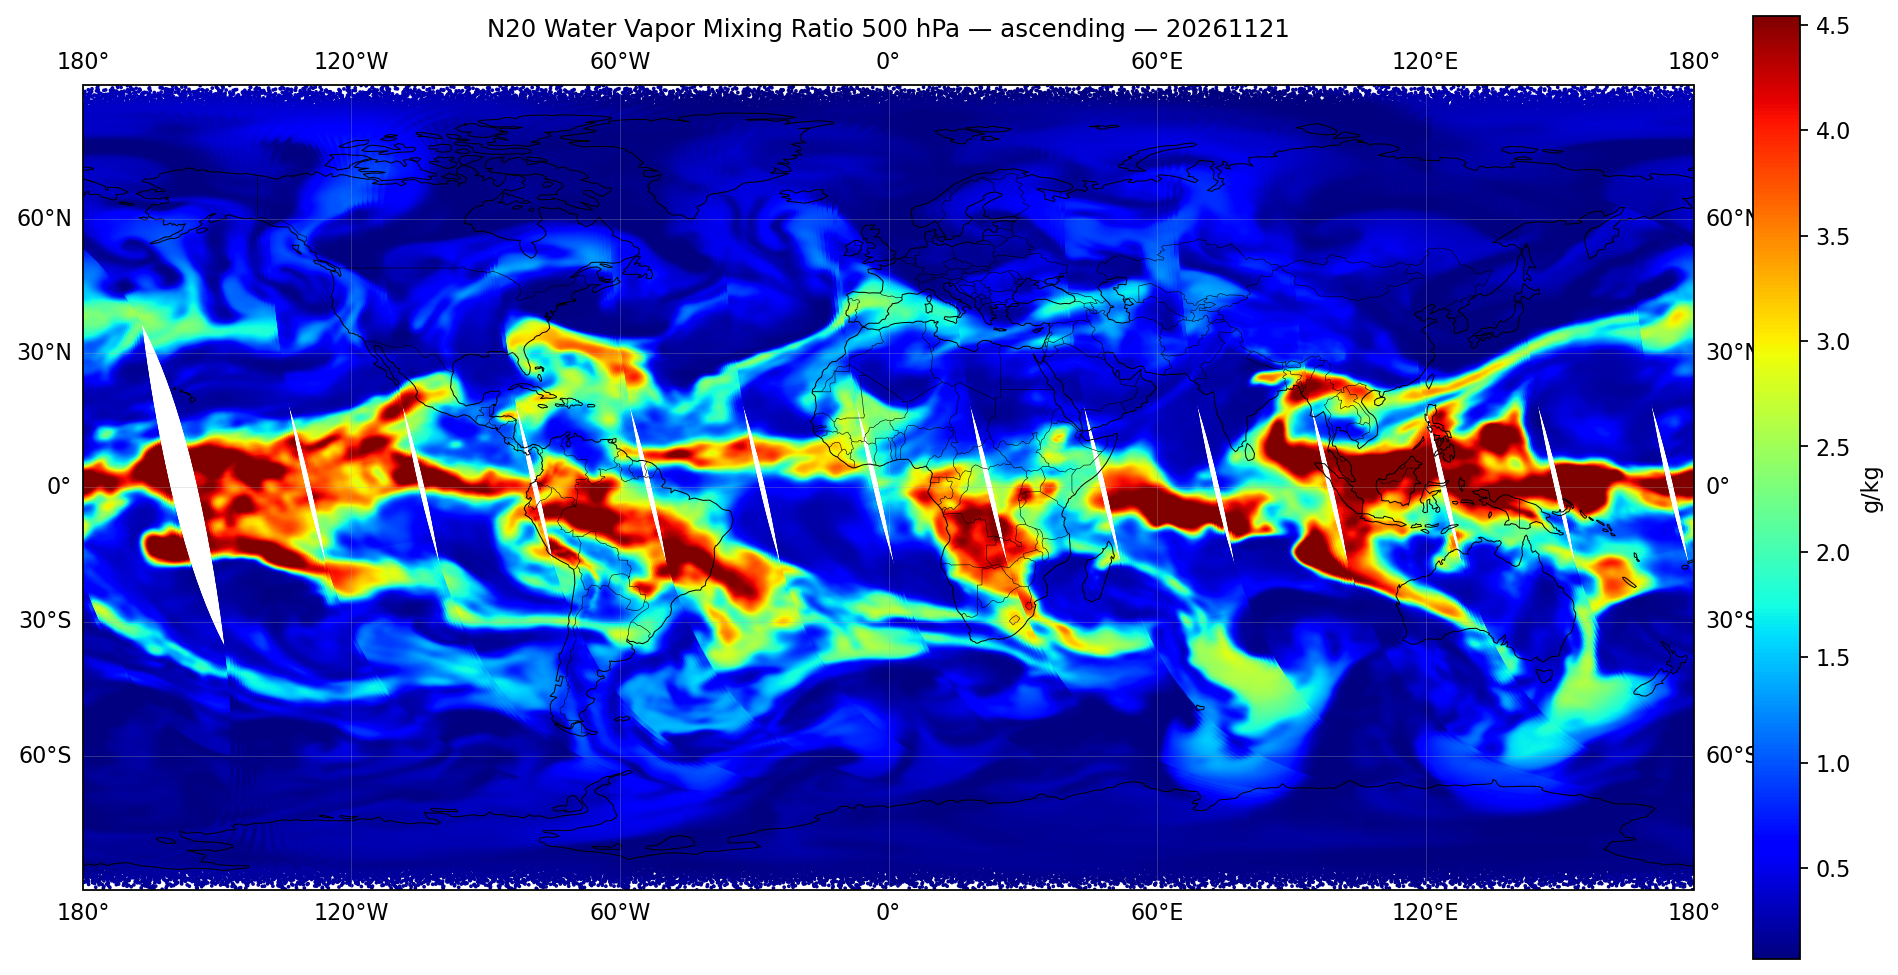 N20 Water Vapor Mixing Ratio 500 hPa — ascending — 20261121
180° 120°W 60°W 0° 60°E 120°E 180°
60°N 60°N
30°N 30°N
0° 0°
30°S 30°S
60°S 60°S
180° 120°W 60°W 0° 60°E 120°E 180°
4.5
4.0
3.5
3.0
2.5
2.0
1.5
1.0
0.5
g/kg